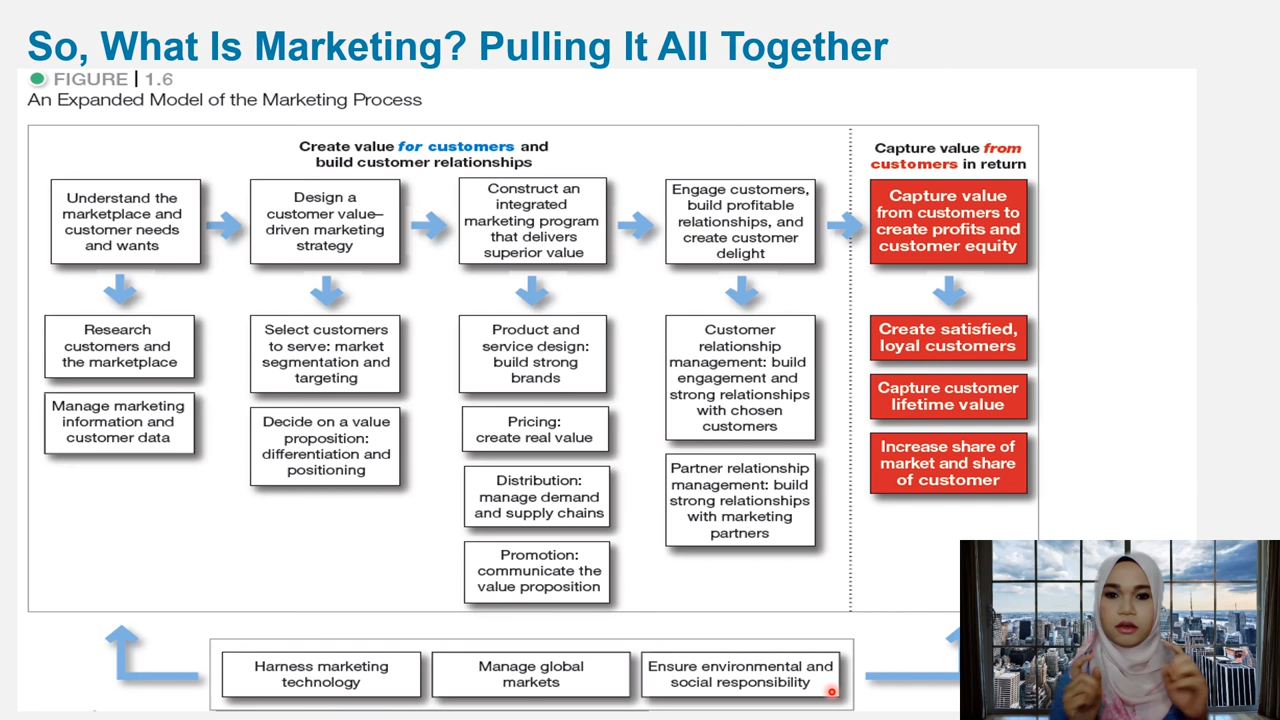 So, What Is Marketing? Pulling It All Together
FIGURE | 1.6
An Expanded Model of the Marketing Process
Create value for customers and
build customer relationships
Capture value from
customers in return
Understand the
marketplace and
customer needs
and wants
Design a
customer value–
driven marketing
strategy
Construct an
integrated
marketing program
that delivers
superior value
Engage customers,
build profitable
relationships, and
create customer
delight
Capture value
from customers to
create profits and
customer equity
Research
customers and
the marketplace
Manage marketing
information and
customer data
Select customers
to serve: market
segmentation and
targeting
Decide on a value
proposition:
differentiation and
positioning
Product and
service design:
build strong
brands
Pricing:
create real value
Distribution:
manage demand
and supply chains
Promotion:
communicate the
value proposition
Customer
relationship
management: build
engagement and
strong relationships
with chosen
customers
Partner relationship
management: build
strong relationships
with marketing
partners
Create satisfied,
loyal customers
Capture customer
lifetime value
Increase share of
market and share
of customer
Harness marketing
technology
Manage global
markets
Ensure environmental and
social responsibility